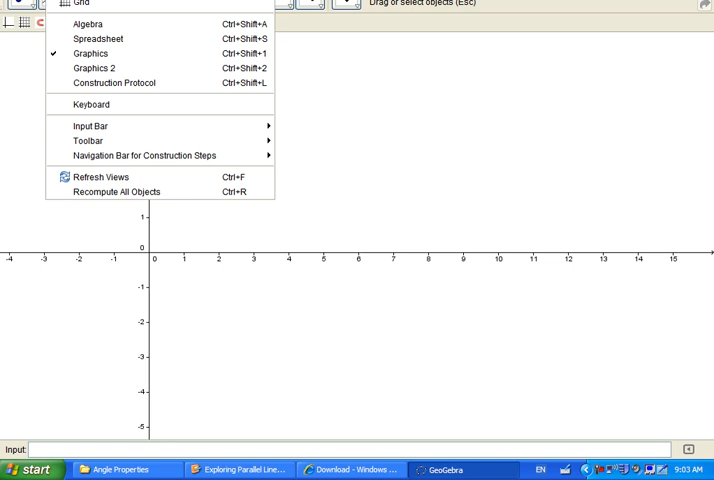 Grid
Drag or select objects (Esc)
Algebra Ctrl+Shift+A
Spreadsheet Ctrl+Shift+S
Graphics Ctrl+Shift+1
Graphics 2 Ctrl+Shift+2
Construction Protocol Ctrl+Shift+L
Keyboard
Input Bar
Toolbar
Navigation Bar for Construction Steps
Refresh Views Ctrl+F
Recompute All Objects Ctrl+R
1
0
-4 -3 -2 -1 0 1 2 3 4 5 6 7 8 9 10 11 12 13 14 15
-1
-2
-3
-4
-5
Input:
start Angle Properties Exploring Parallel Line... Download - Windows ... GeoGebra EN 9:03 AM